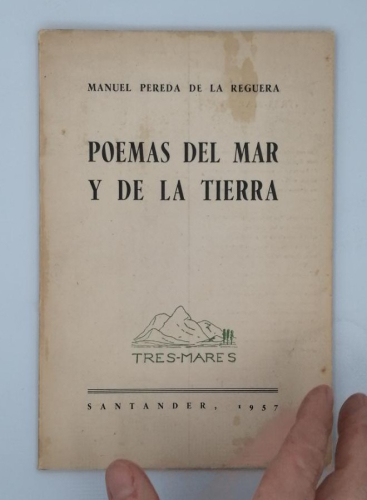 MANUEL PEREDA DE LA REGUERA
POEMAS DEL MAR
Y DE LA TIERRA
TRES-MARES
SANTANDER, 1957